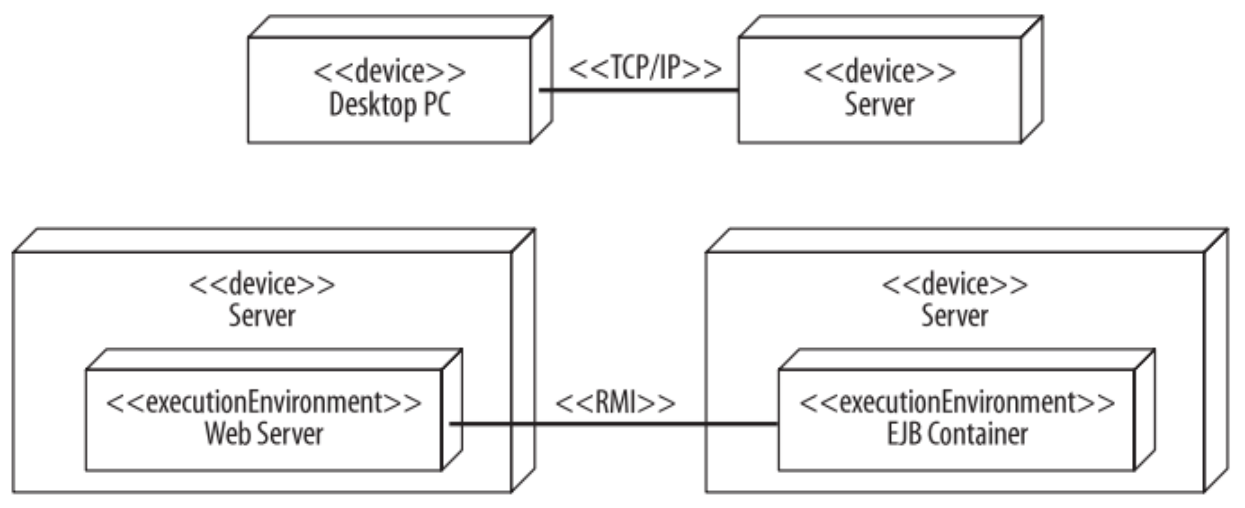 <<device>>
Desktop PC
<<TCP/IP>>
<<device>>
Server
<<device>>
Server
<<executionEnvironment>>
Web Server
<<RMI>>
<<device>>
Server
<<executionEnvironment>>
EJB Container